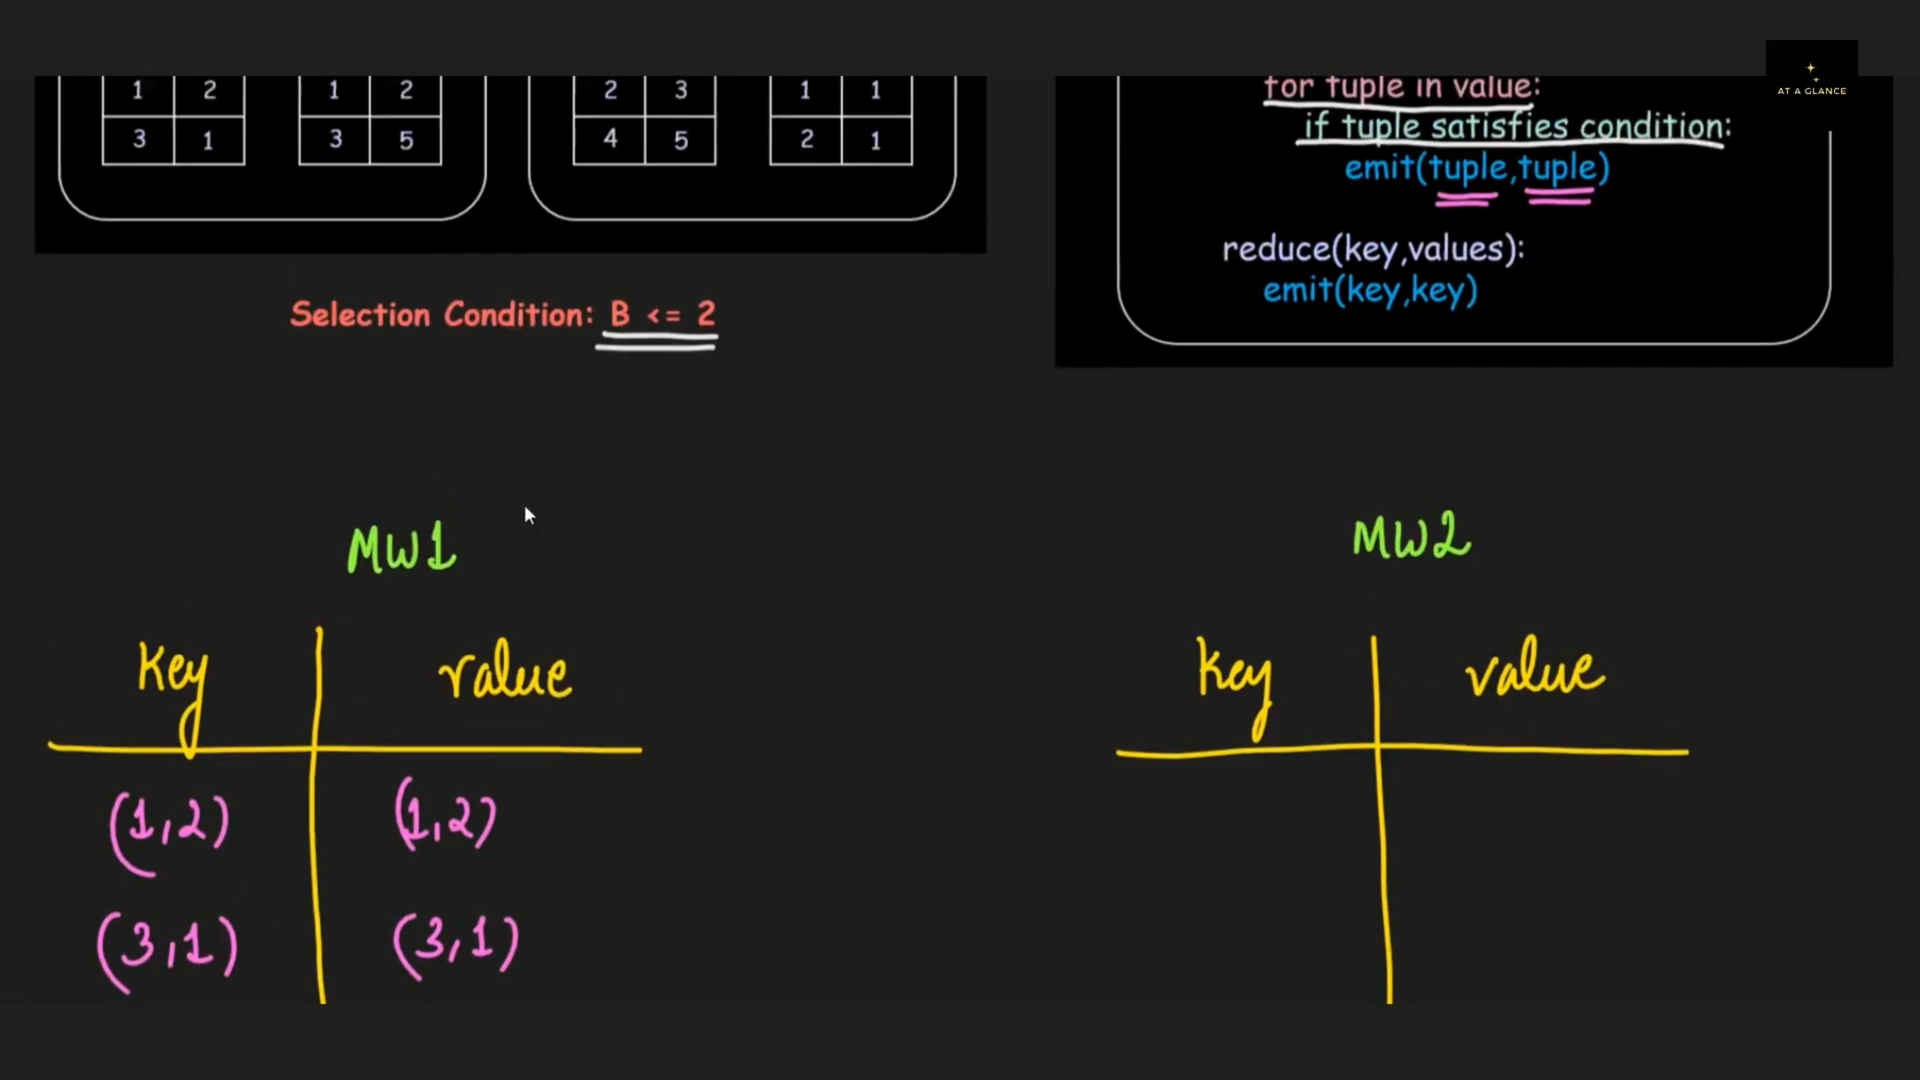 1 2 1 2 2 3 1 1
3 1 3 5 4 5 2 1
Selection Condition: B <= 2
for tuple in value:
if tuple satisfies condition:
emit(tuple,tuple)
reduce(key,values):
emit(key,key)
AT A GLANCE
MW1
Key value
(1,2) (1,2)
(3,1) (3,1)
MW2
Key value